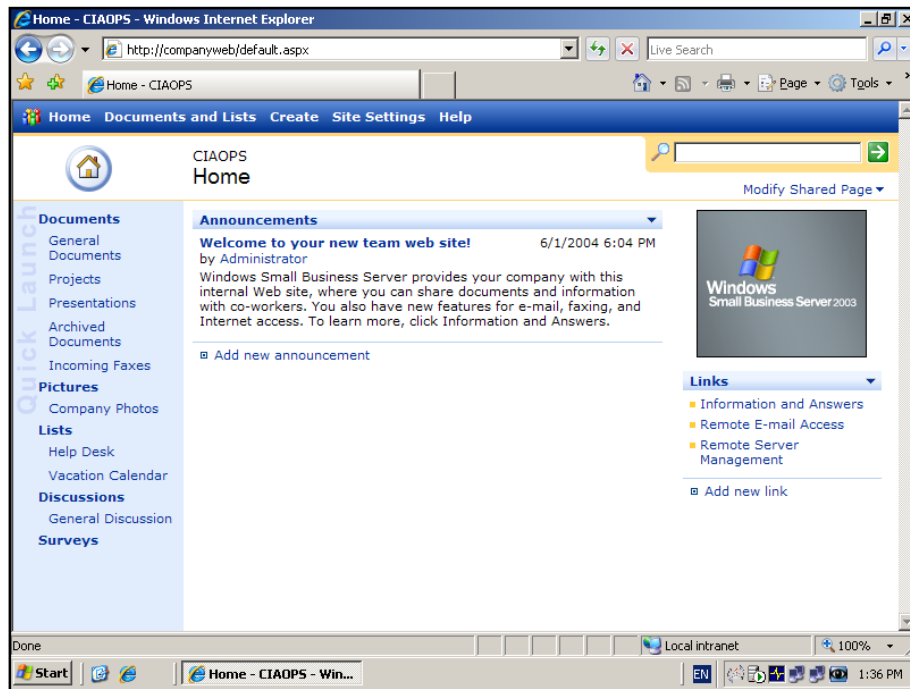 Home - CIAOPS - Windows Internet Explorer
http://companyweb/default.aspx
Live Search
Home - CIAOPS
Page
Tools
Home Documents and Lists Create Site Settings Help
CIAOPS
Home
Modify Shared Page
Quick Launch
Documents
General
Documents
Projects
Presentations
Archived
Documents
Incoming Faxes
Pictures
Company Photos
Lists
Help Desk
Vacation Calendar
Discussions
General Discussion
Surveys
Announcements
Welcome to your new team web site! 6/1/2004 6:04 PM
by Administrator
Windows Small Business Server provides your company with this
internal Web site, where you can share documents and information
with co-workers. You also have new features for e-mail, faxing, and
Internet access. To learn more, click Information and Answers.
Add new announcement
Windows
Small Business Server 2003
Links
Information and Answers
Remote E-mail Access
Remote Server
Management
Add new link
Done
Local intranet
100%
Start
Home - CIAOPS - Win...
EN
1:36 PM